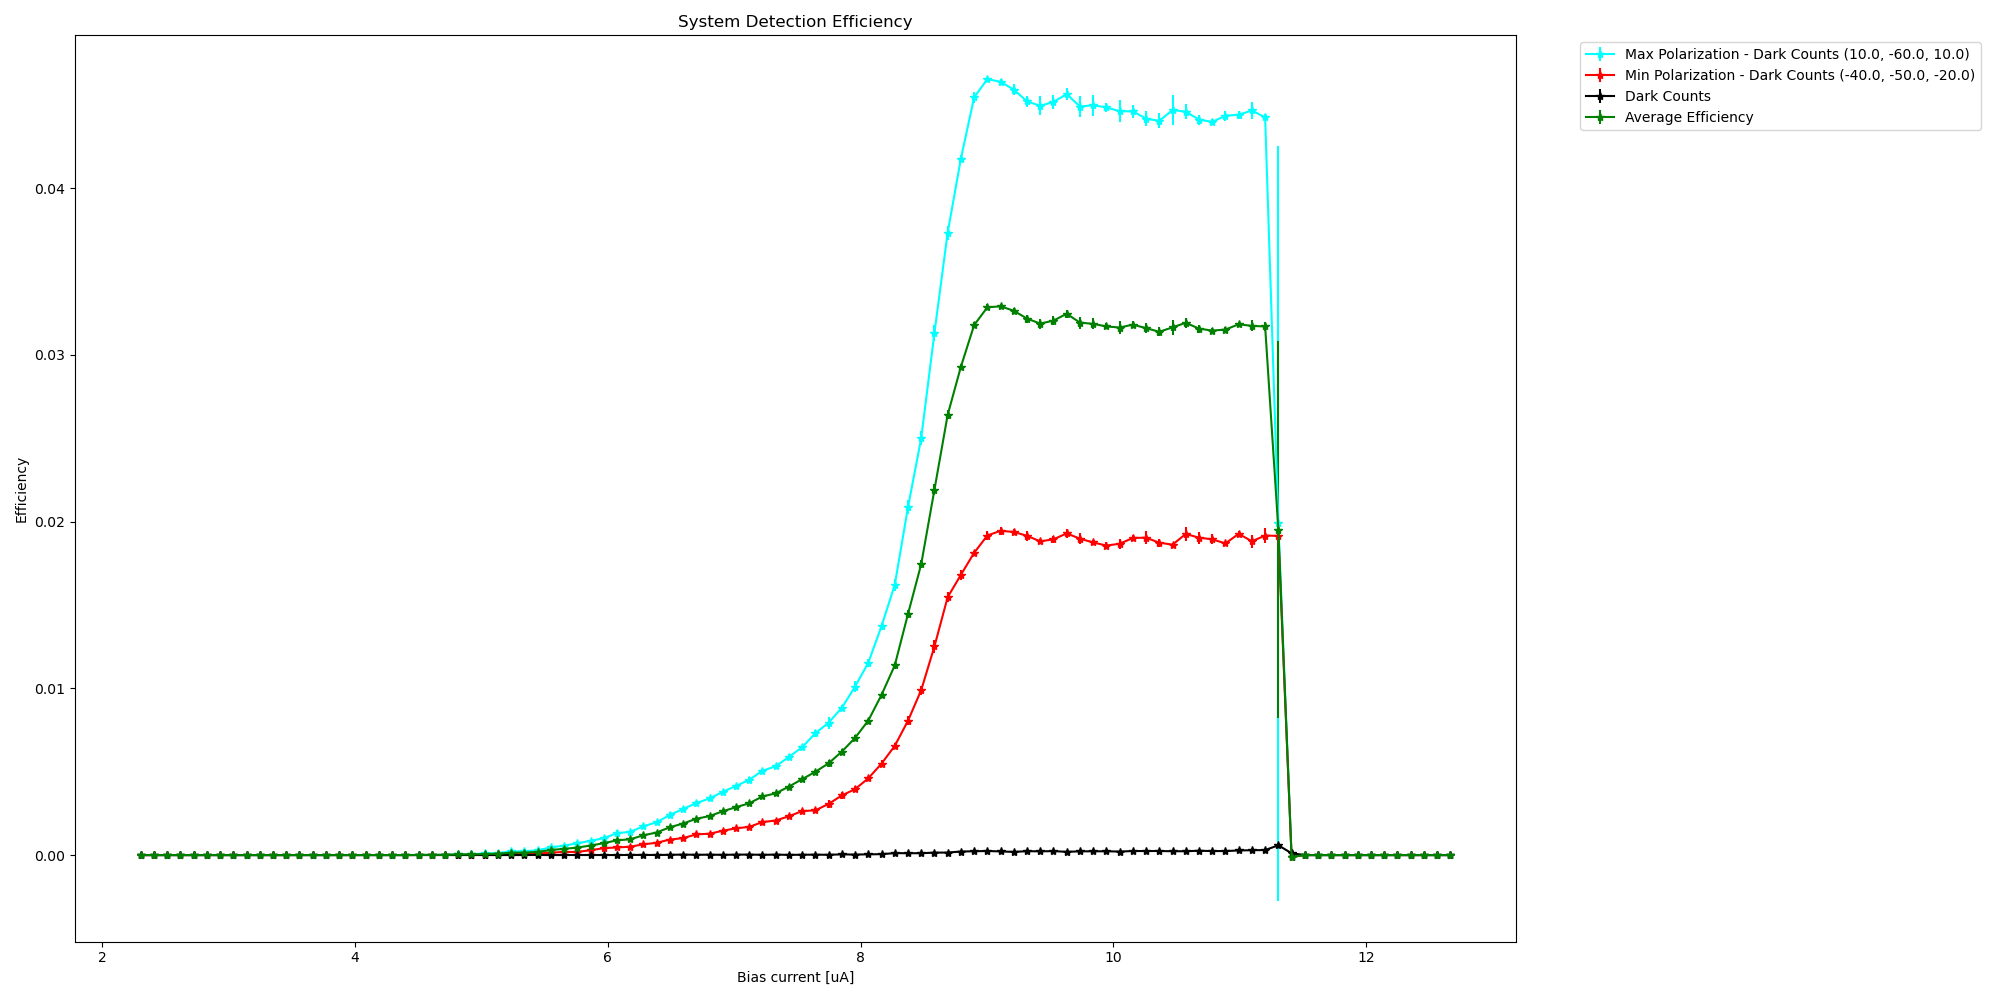 System Detection Efficiency
Max Polarization - Dark Counts (10.0, -60.0, 10.0)
Min Polarization - Dark Counts (-40.0, -50.0, -20.0)
Dark Counts
Average Efficiency
0.04
0.03
0.02
0.01
0.00
Efficiency
2 4 6 8 10 12
Bias current [uA]